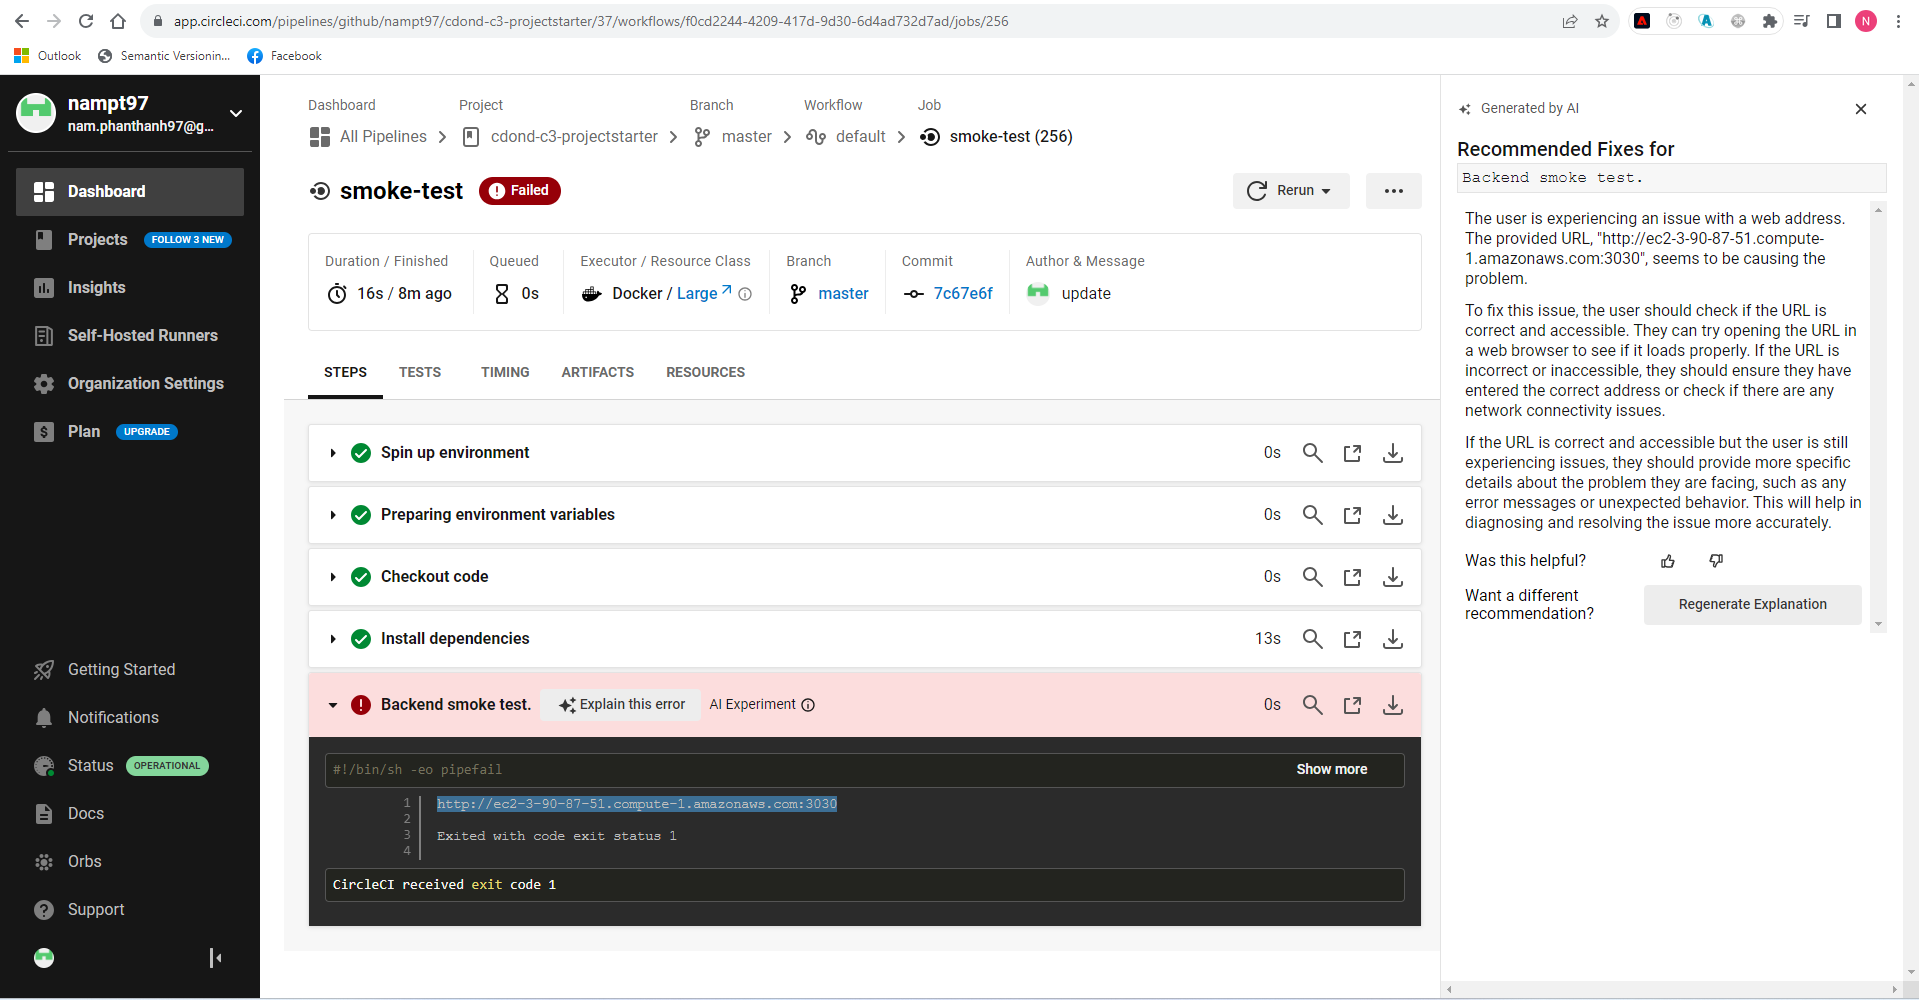 app.circleci.com/pipelines/github/nampt97/cdond-c3-projectstarter/37/workflows/f0cd2244-4209-417d-9d30-6d4ad732d7ad/jobs/256
N
Outlook
Semantic Versionin...
Facebook
nampt97
nam.phanthanh97@g...
Dashboard
Projects FOLLOW 3 NEW
Insights
Self-Hosted Runners
Organization Settings
Plan UPGRADE
Getting Started
Notifications
Status OPERATIONAL
Docs
Orbs
Support
Dashboard Project Branch Workflow Job
All Pipelines cdond-c3-projectstarter master default smoke-test (256)
smoke-test Failed
Rerun
Duration / Finished Queued Executor / Resource Class Branch Commit Author & Message
16s / 8m ago 0s Docker / Large master 7c67e6f update
STEPS TESTS TIMING ARTIFACTS RESOURCES
Spin up environment 0s
Preparing environment variables 0s
Checkout code 0s
Install dependencies 13s
Backend smoke test. Explain this error AI Experiment 0s
#!/bin/sh -eo pipefail Show more
1 http://ec2-3-90-87-51.compute-1.amazonaws.com:3030
2
3 Exited with code exit status 1
4
CircleCI received exit code 1
Generated by AI
Recommended Fixes for
Backend smoke test.
The user is experiencing an issue with a web address.
The provided URL, "http://ec2-3-90-87-51.compute-
1.amazonaws.com:3030", seems to be causing the
problem.
To fix this issue, the user should check if the URL is
correct and accessible. They can try opening the URL in
a web browser to see if it loads properly. If the URL is
incorrect or inaccessible, they should ensure they have
entered the correct address or check if there are any
network connectivity issues.
If the URL is correct and accessible but the user is still
experiencing issues, they should provide more specific
details about the problem they are facing, such as any
error messages or unexpected behavior. This will help in
diagnosing and resolving the issue more accurately.
Was this helpful?
Want a different
recommendation?
Regenerate Explanation